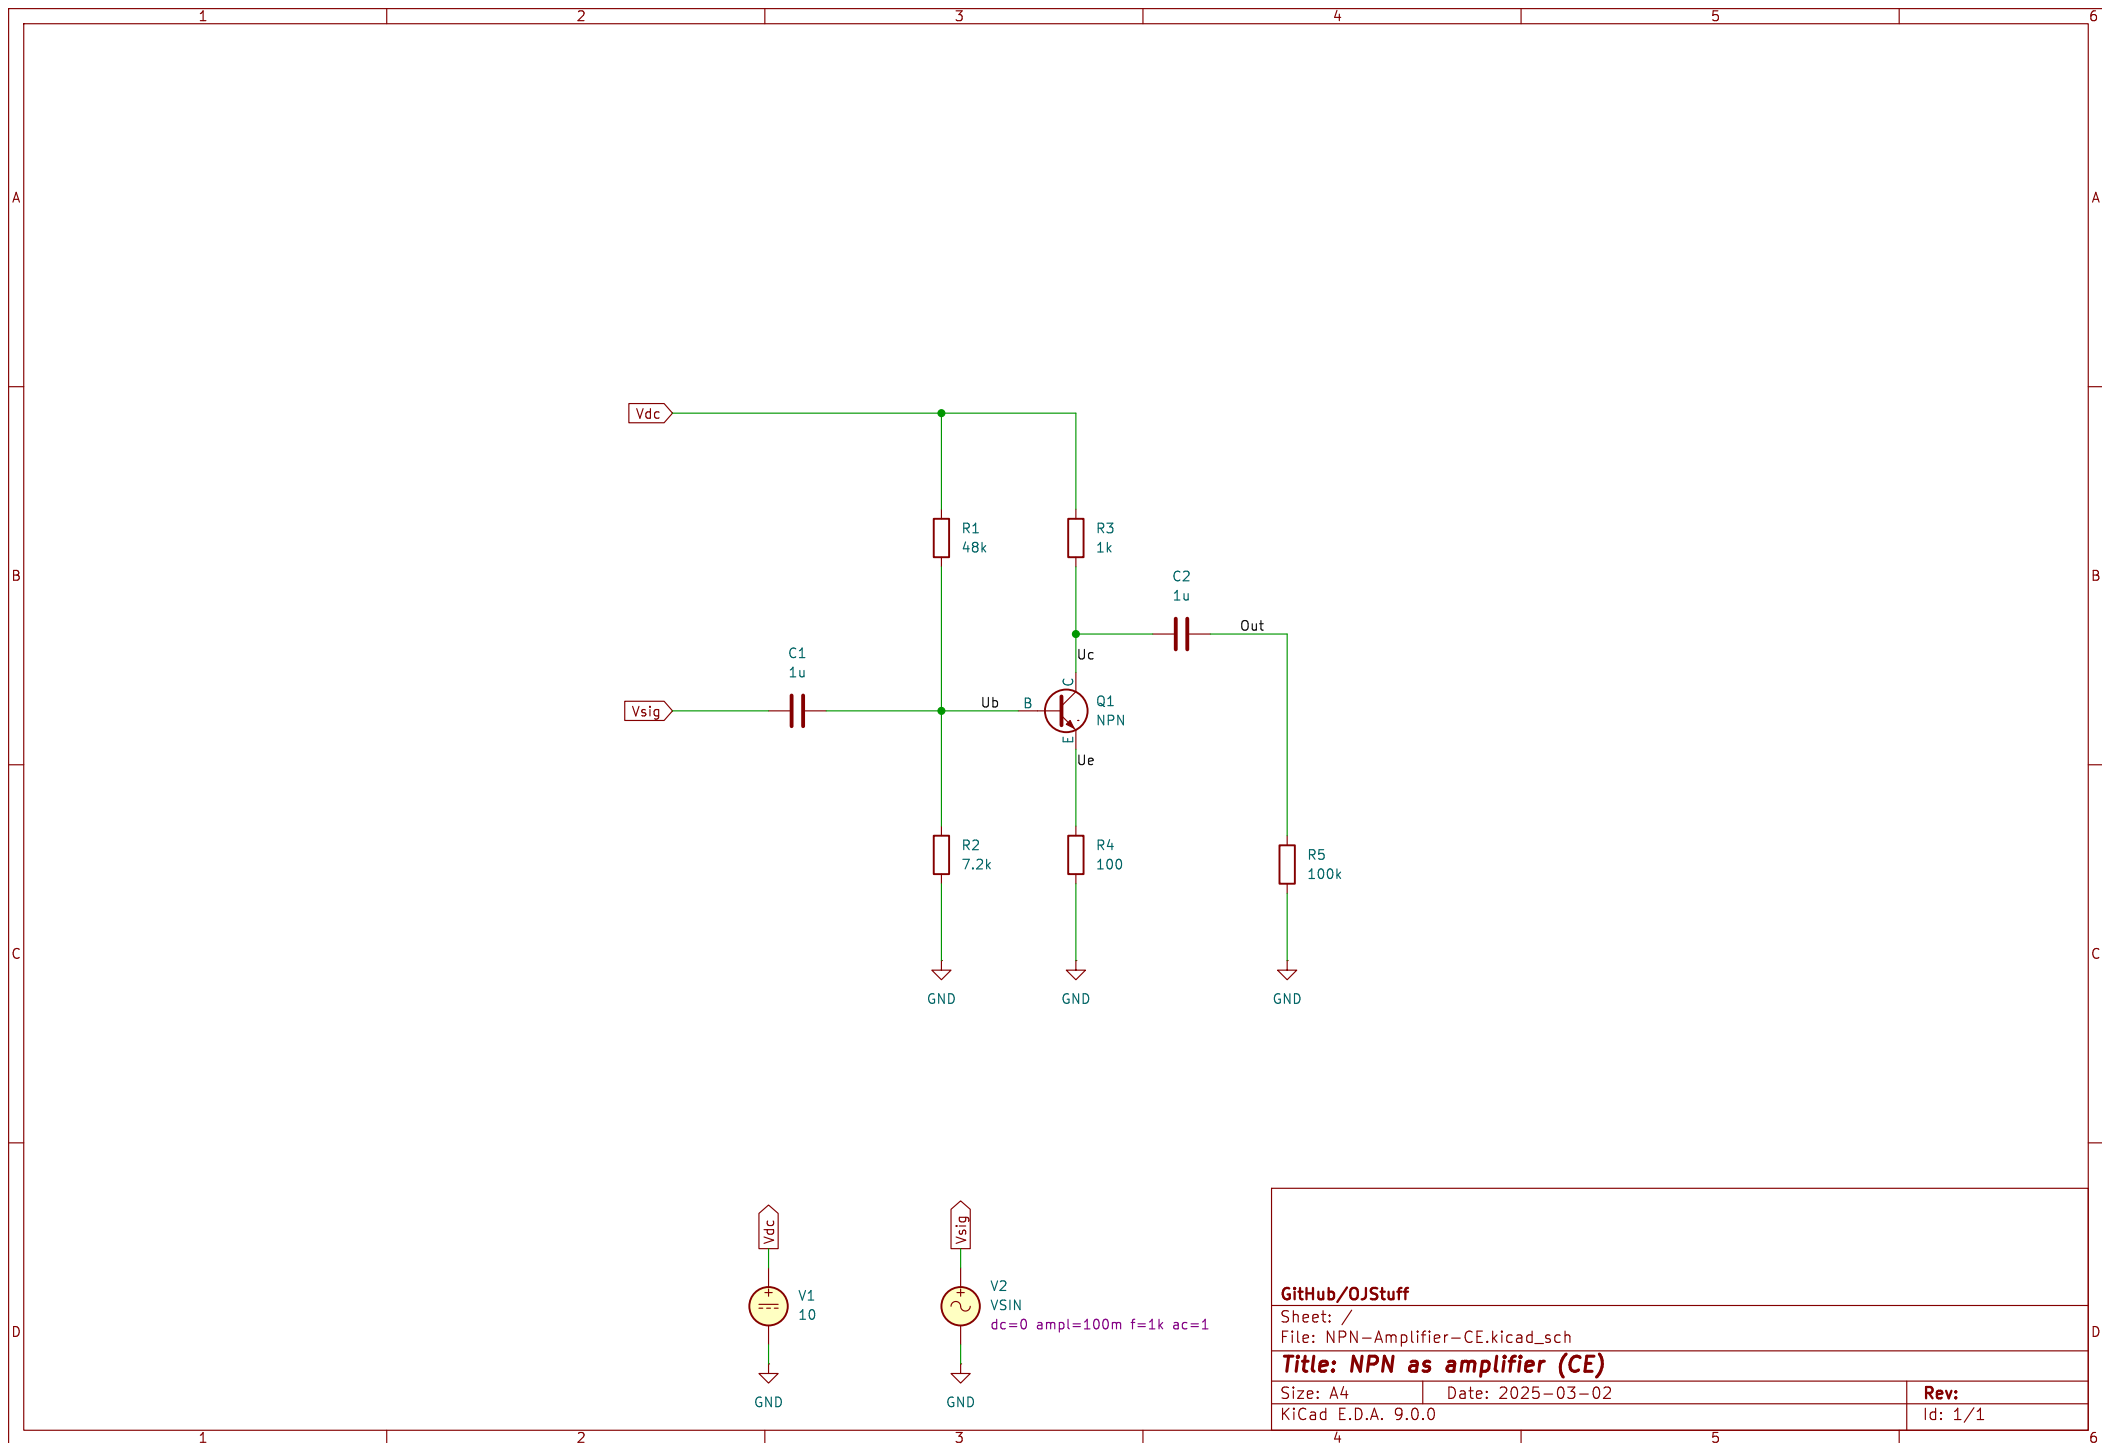 1 2 3 4 5 6
A A
Vdc
R1
48k
R3
1k
B B
C2
1u
Out
Uc
C1
1u
Vsig
Ub
B
C
E
Q1
NPN
Ue
R2
7.2k
R4
100
R5
100k
C C
GND GND GND
Vdc
Vsig
V1
10
V2
VSIN
dc=0 ampl=100m f=1k ac=1
GND GND
D D
GitHub/OJStuff
Sheet: /
File: NPN-Amplifier-CE.kicad_sch
Title: NPN as amplifier (CE)
Size: A4 Date: 2025-03-02 Rev:
KiCad E.D.A. 9.0.0 Id: 1/1
1 2 3 4 5 6